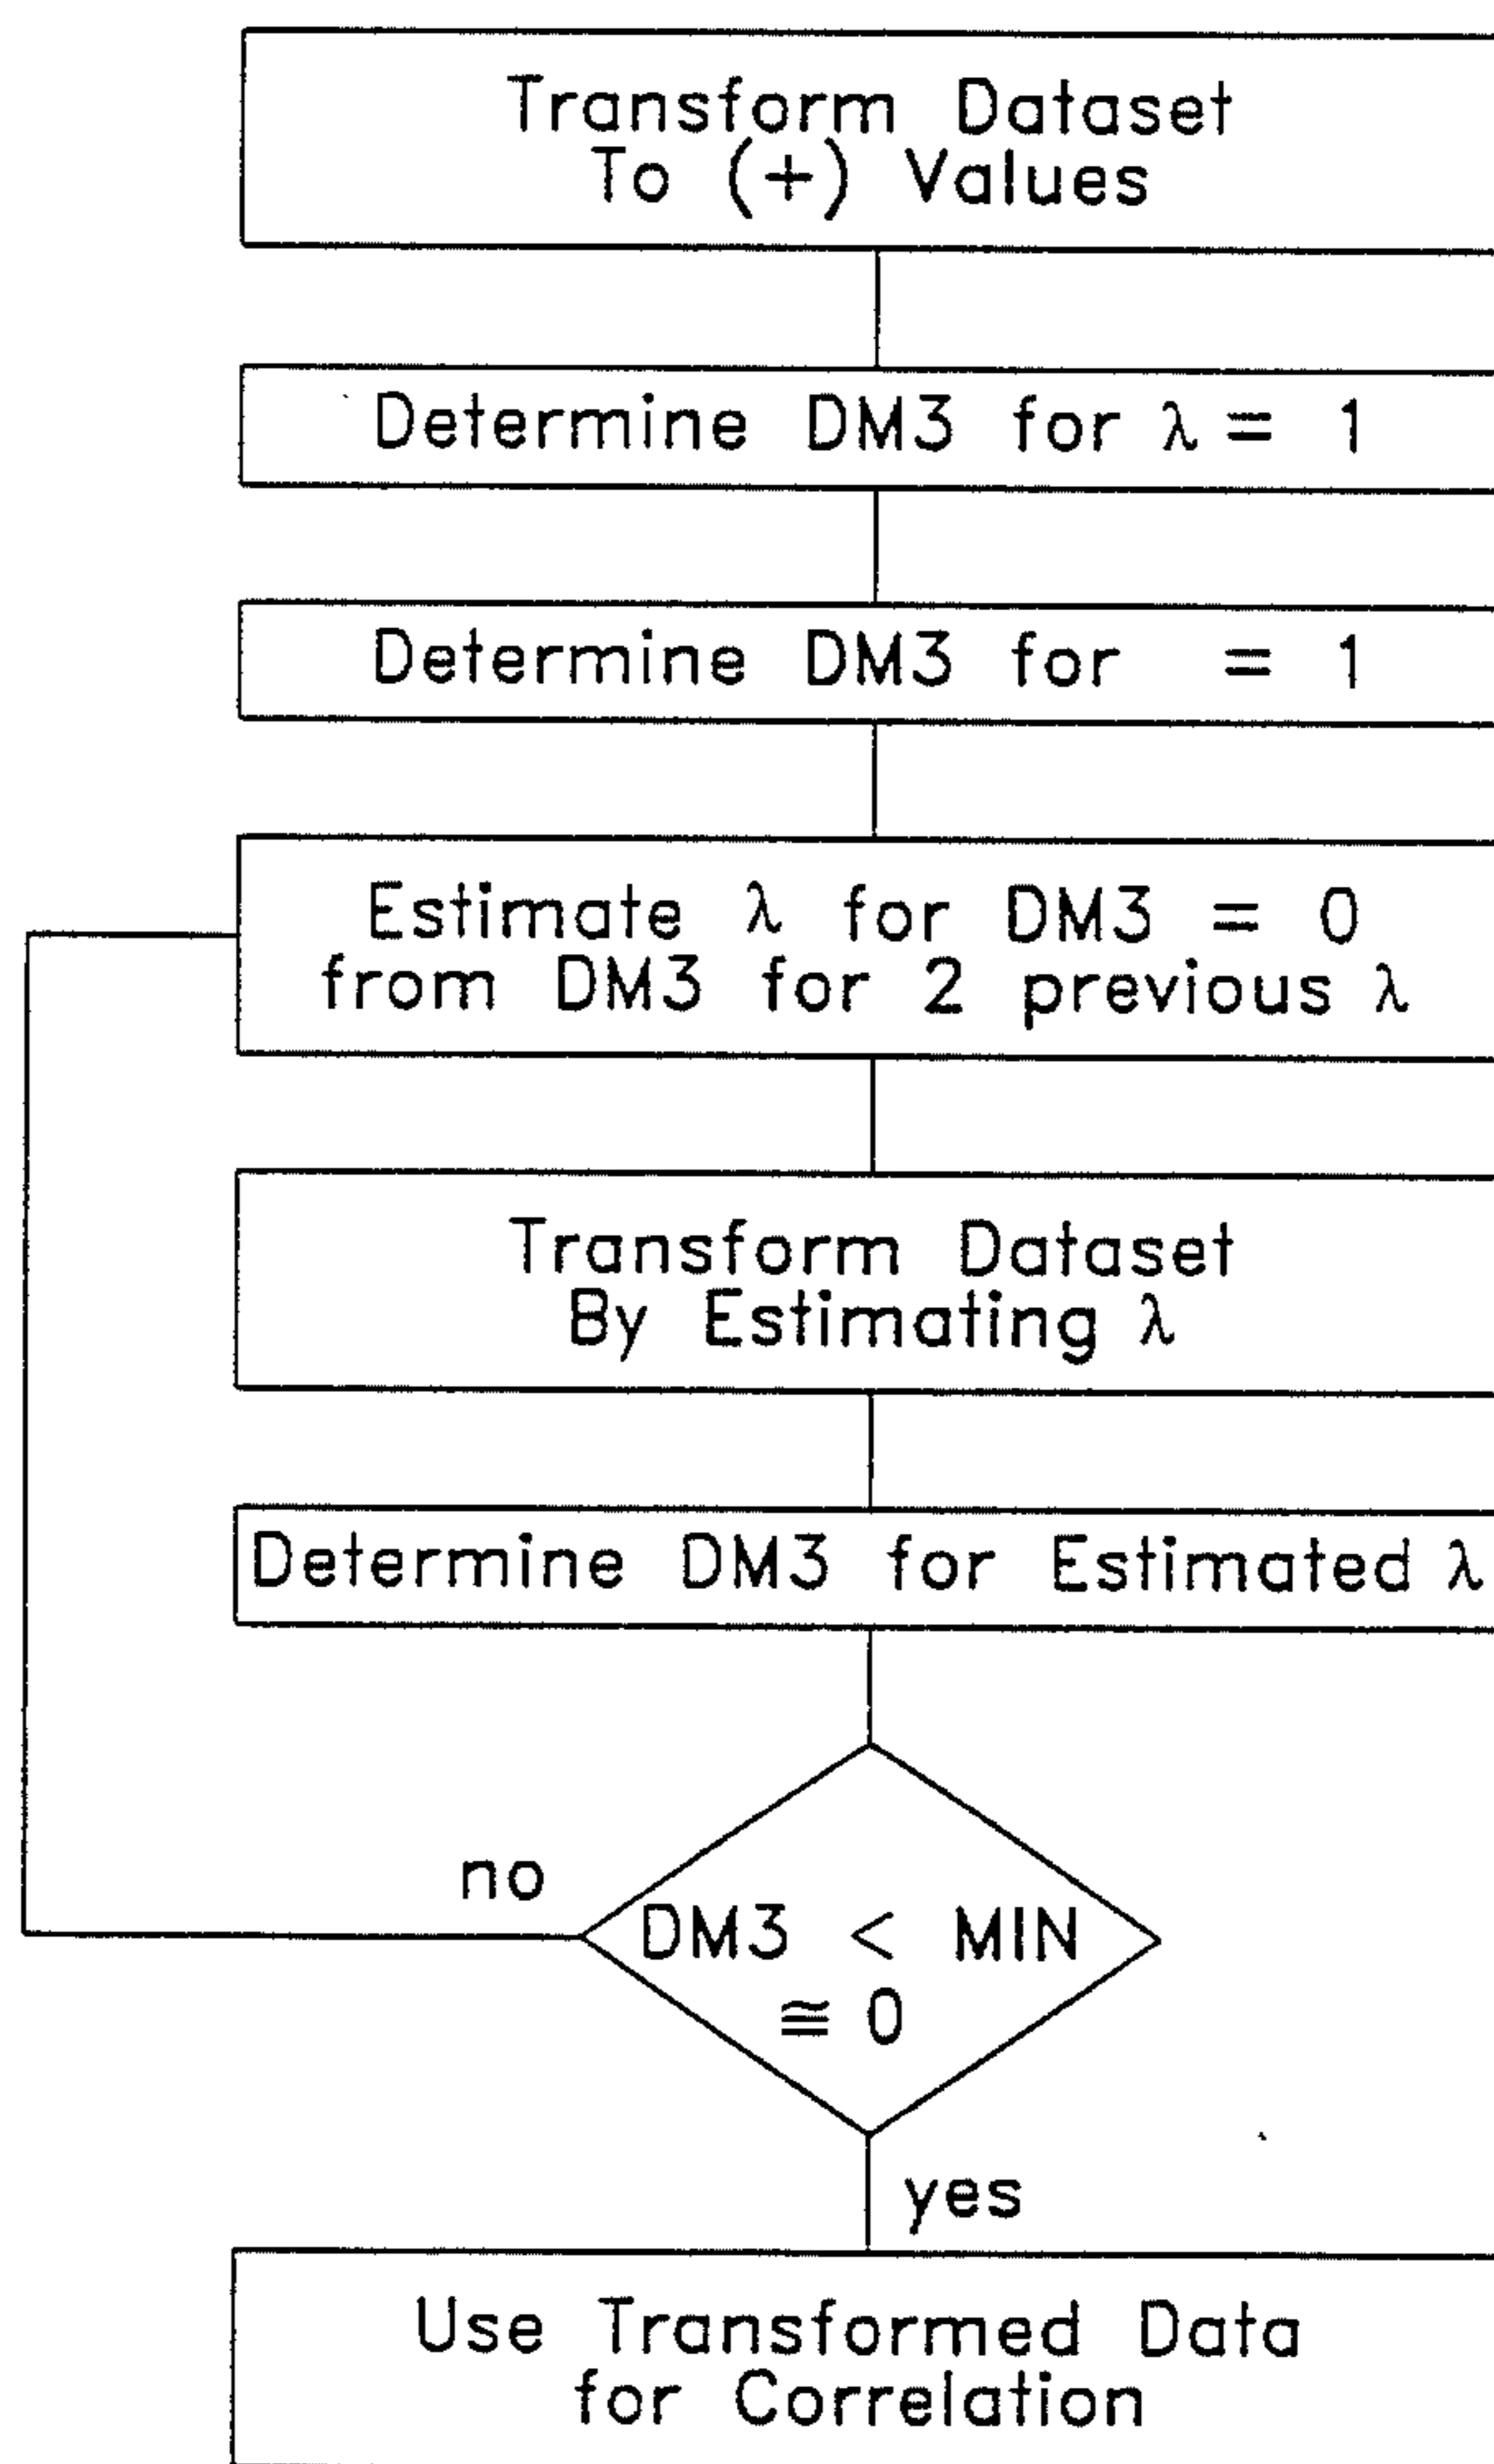 Transform Dataset
To (+) Values
Determine DM3 for λ = 1
Determine DM3 for = 1
Estimate λ for DM3 = 0
from DM3 for 2 previous λ
Transform Dataset
By Estimating λ
Determine DM3 for Estimated λ
no
DM3 < MIN
≅ 0
yes
Use Transformed Data
for Correlation